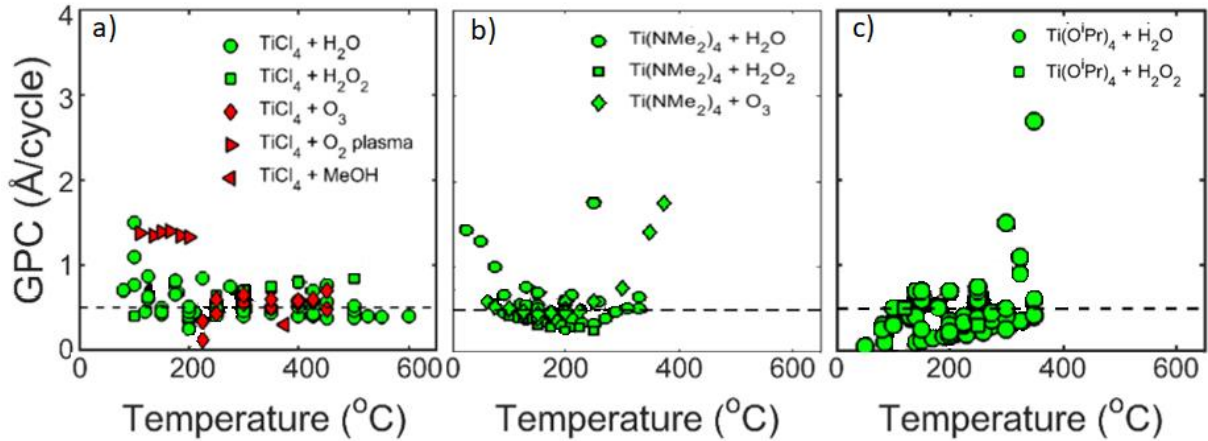 a)
TiCl4 + H2O
TiCl4 + H2O2
TiCl4 + O3
TiCl4 + O2 plasma
TiCl4 + MeOH
b)
Ti(NMe2)4 + H2O
Ti(NMe2)4 + H2O2
Ti(NMe2)4 + O3
c)
Ti(OiPr)4 + H2O
Ti(OiPr)4 + H2O2
GPC (Å/cycle)
4
3
2
1
0
0 200 400 600
0 200 400 600
0 200 400 600
Temperature (oC)
Temperature (oC)
Temperature (oC)